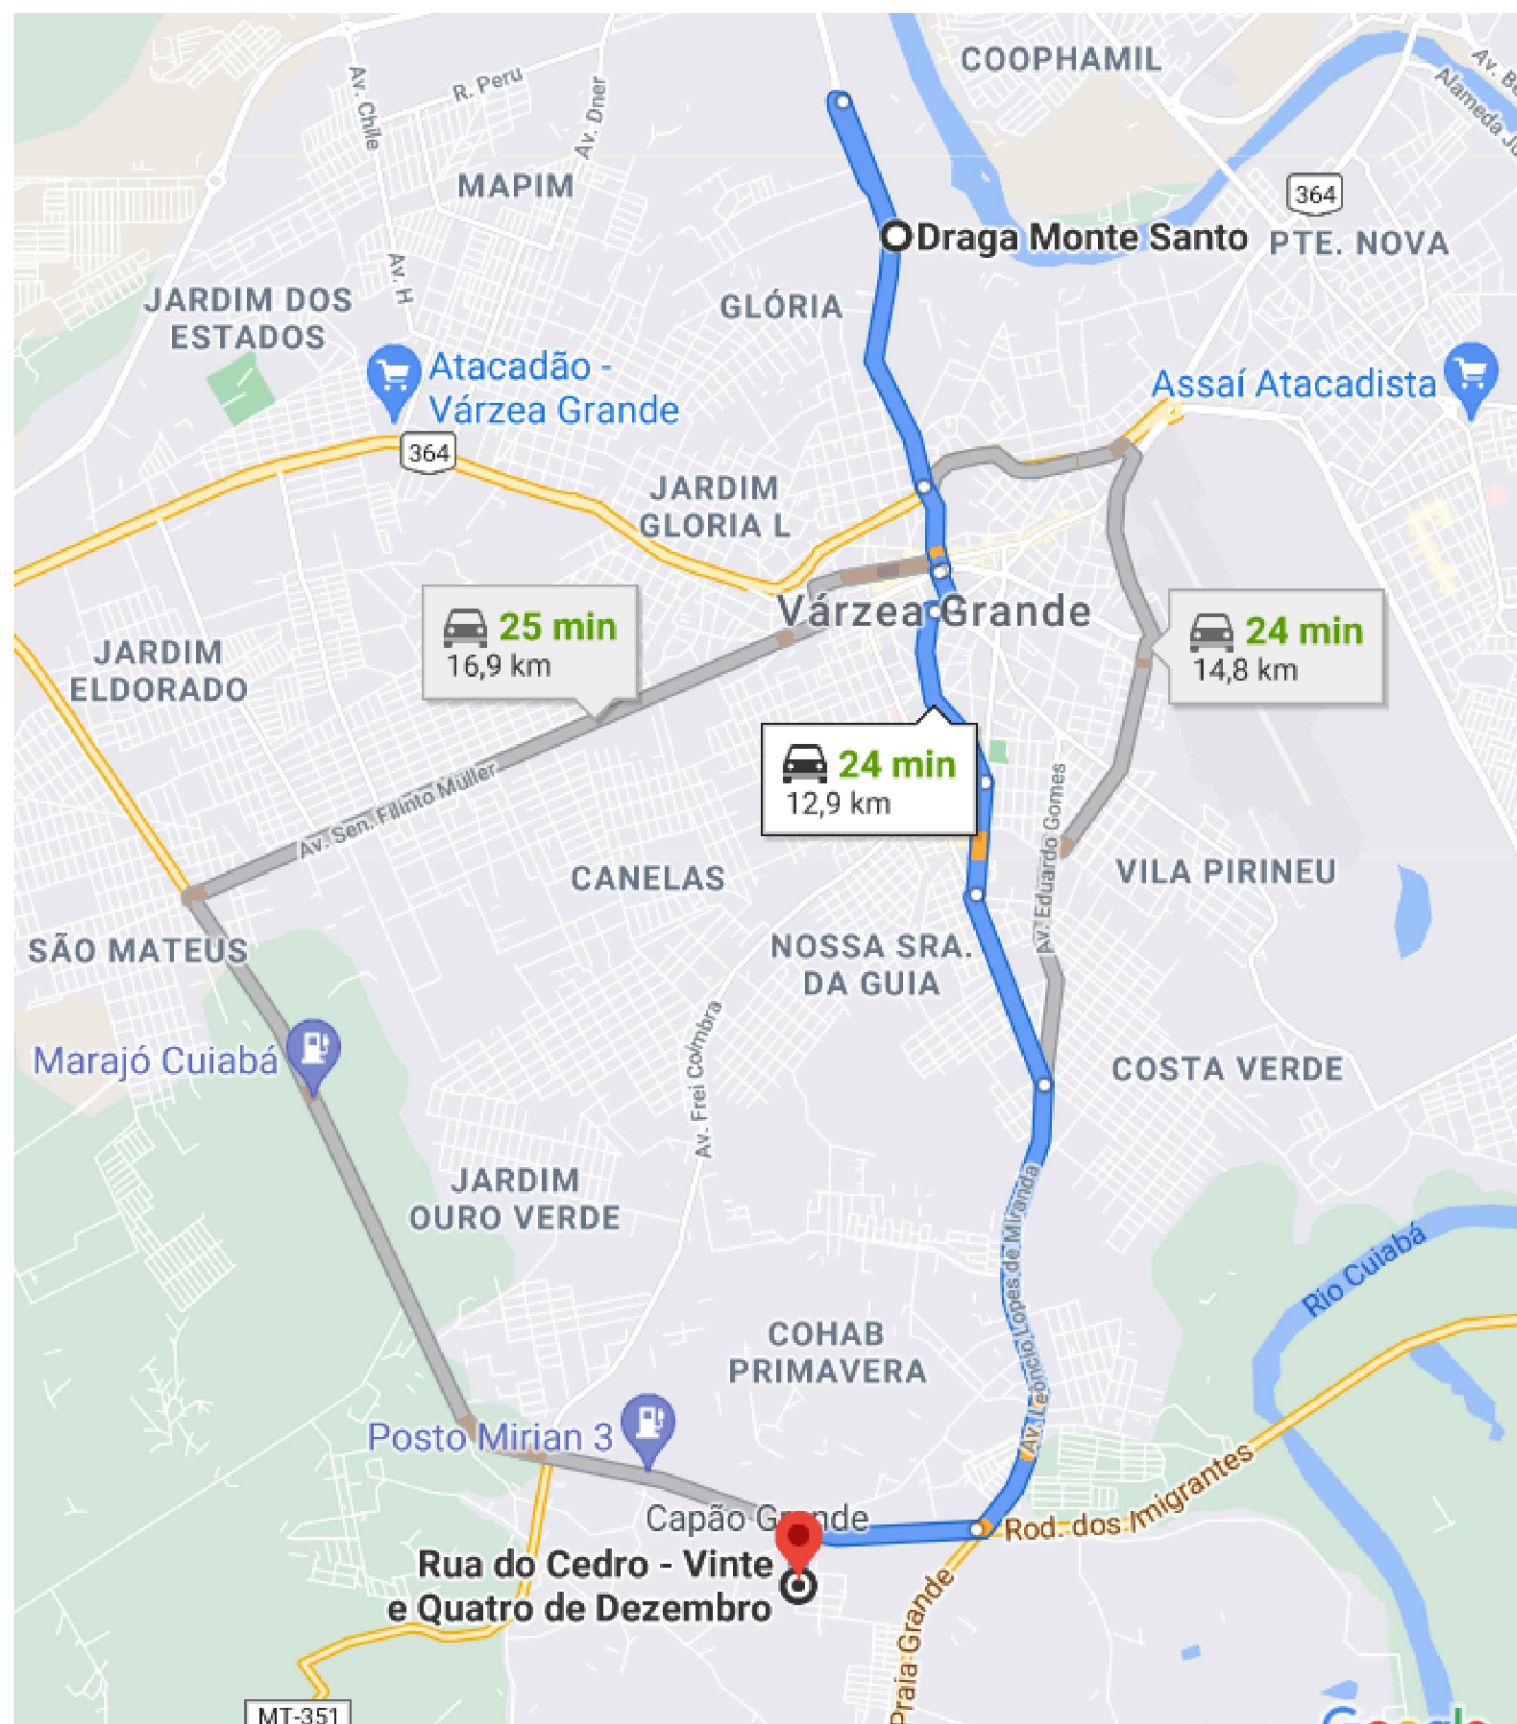 COOPHAMIL
Av. Be
Alameda Jú
R. Peru
Av. Chile
Av. Dner
MAPIM
364
Draga Monte Santo
PTE. NOVA
Av. H
JARDIM DOS
ESTADOS
GLÓRIA
Atacadão -
Várzea Grande
Assaí Atacadista
364
JARDIM
GLORIA L
25 min
16,9 km
Várzea Grande
24 min
14,8 km
JARDIM
ELDORADO
24 min
12,9 km
Av. Sen. Filinto Müller
Av. Eduardo Gomes
CANELAS
VILA PIRINEU
SÃO MATEUS
NOSSA SRA.
DA GUIA
Marajó Cuiabá
Av. Frei Coimbra
COSTA VERDE
JARDIM
OURO VERDE
Av. Leôncio Lopes de Miranda
Rio Cuiabá
COHAB
PRIMAVERA
Posto Mirian 3
Capão Grande
Rod. dos Imigrantes
Rua do Cedro - Vinte
e Quatro de Dezembro
Praia Grande
MT-351
Google